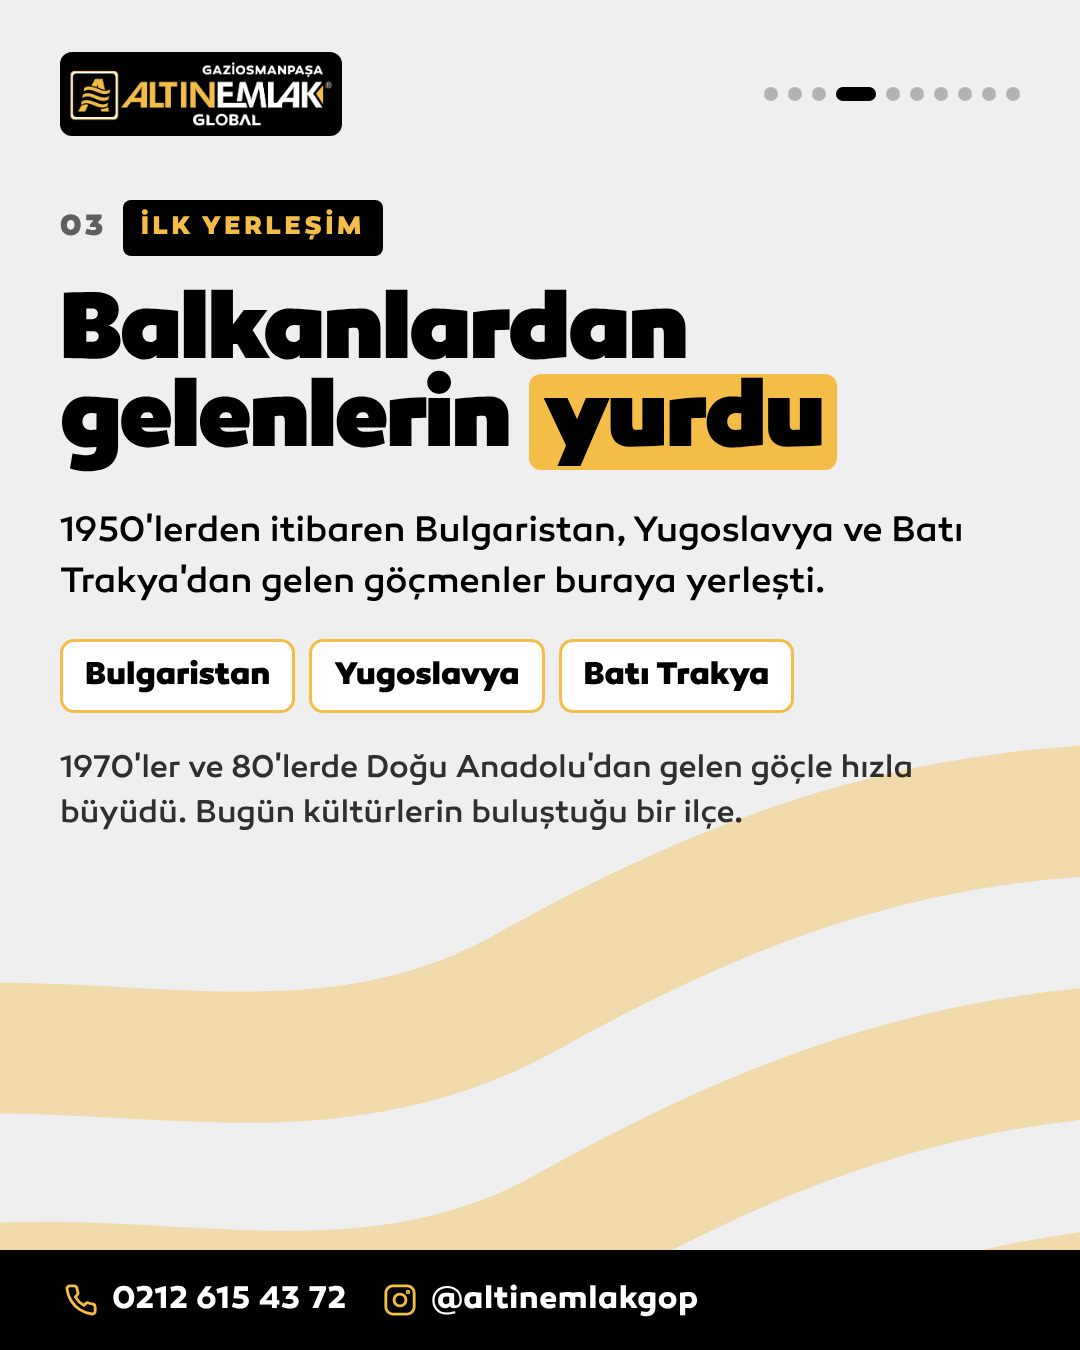 GAZİOSMANPAŞA
ALTINEMLAK®
GLOBAL
03 İLK YERLEŞİM
Balkanlardan
gelenlerin yurdu
1950'lerden itibaren Bulgaristan, Yugoslavya ve Batı
Trakya'dan gelen göçmenler buraya yerleşti.
Bulgaristan Yugoslavya Batı Trakya
1970'ler ve 80'lerde Doğu Anadolu'dan gelen göçle hızla
büyüdü. Bugün kültürlerin buluştuğu bir ilçe.
0212 615 43 72 @altinemlakgop